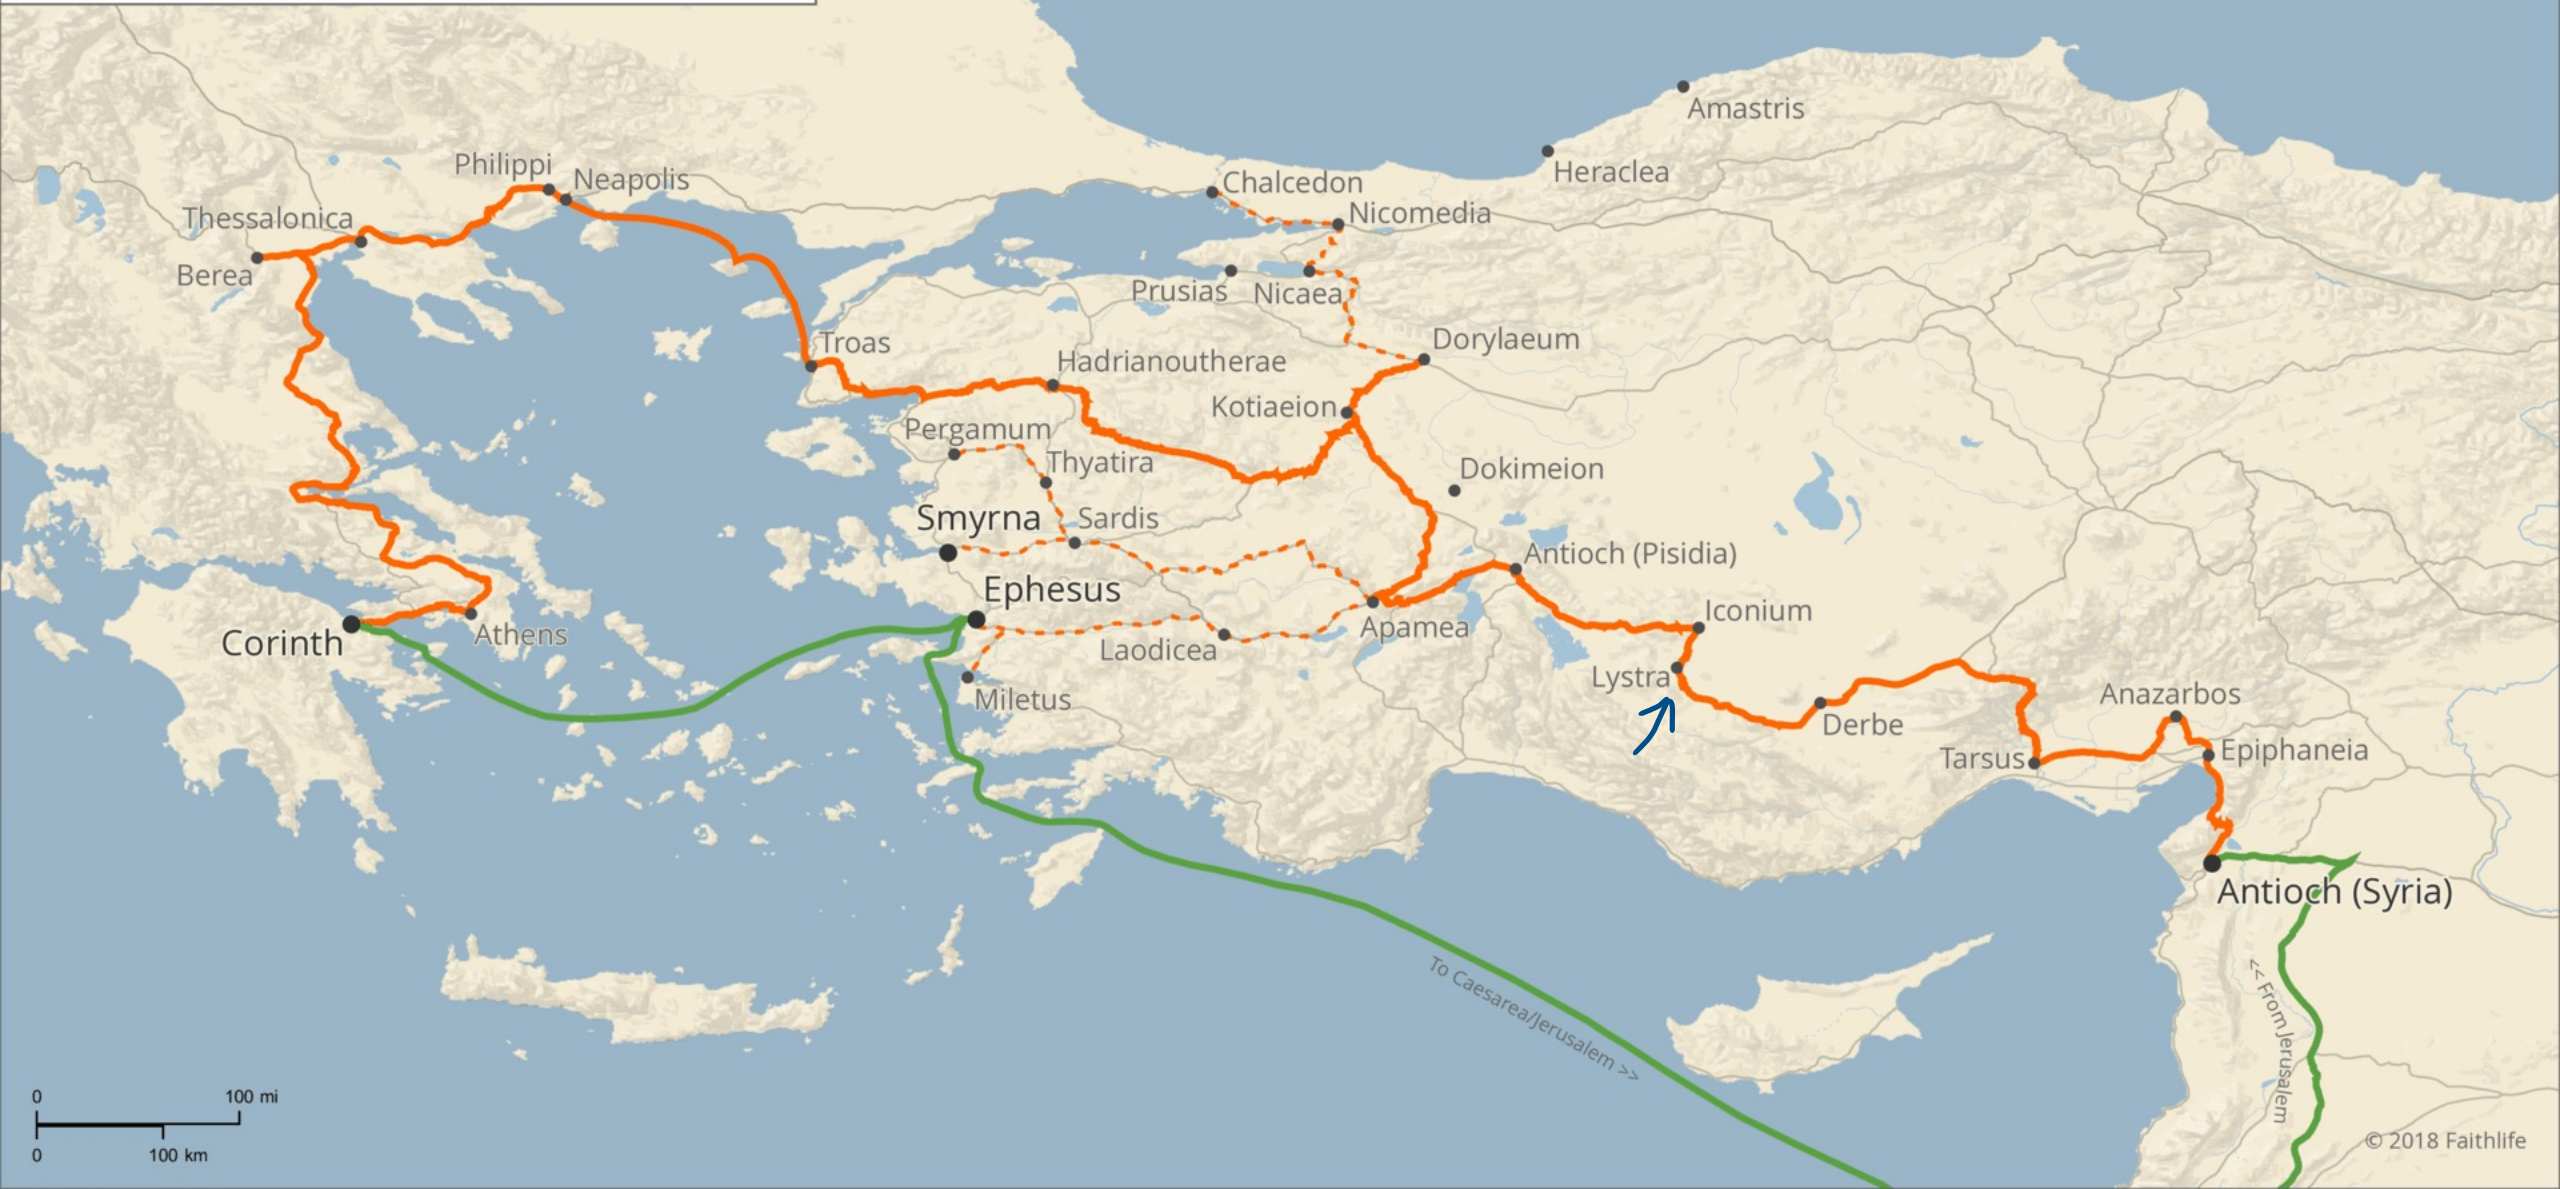 Amastris
Heraclea
Philippi
Neapolis
Chalcedon
Nicomedia
Thessalonica
Berea
Prusias
Nicaea
Troas
Dorylaeum
Hadrianoutherae
Kotiaeion
Pergamum
Thyatira
Dokimeion
Smyrna
Sardis
Antioch (Pisidia)
Ephesus
Iconium
Corinth
Athens
Apamea
Laodicea
Lystra
Miletus
Anazarbos
Derbe
Tarsus
Epiphaneia
Antioch (Syria)
To Caesarea/Jerusalem >>
<< From Jerusalem
0 100 mi
0 100 km
© 2018 Faithlife